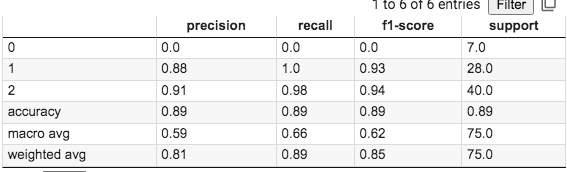 1 to 6 of 6 entries Filter
precision recall f1-score support
0 0.0 0.0 0.0 7.0
1 0.88 1.0 0.93 28.0
2 0.91 0.98 0.94 40.0
accuracy 0.89 0.89 0.89 0.89
macro avg 0.59 0.66 0.62 75.0
weighted avg 0.81 0.89 0.85 75.0